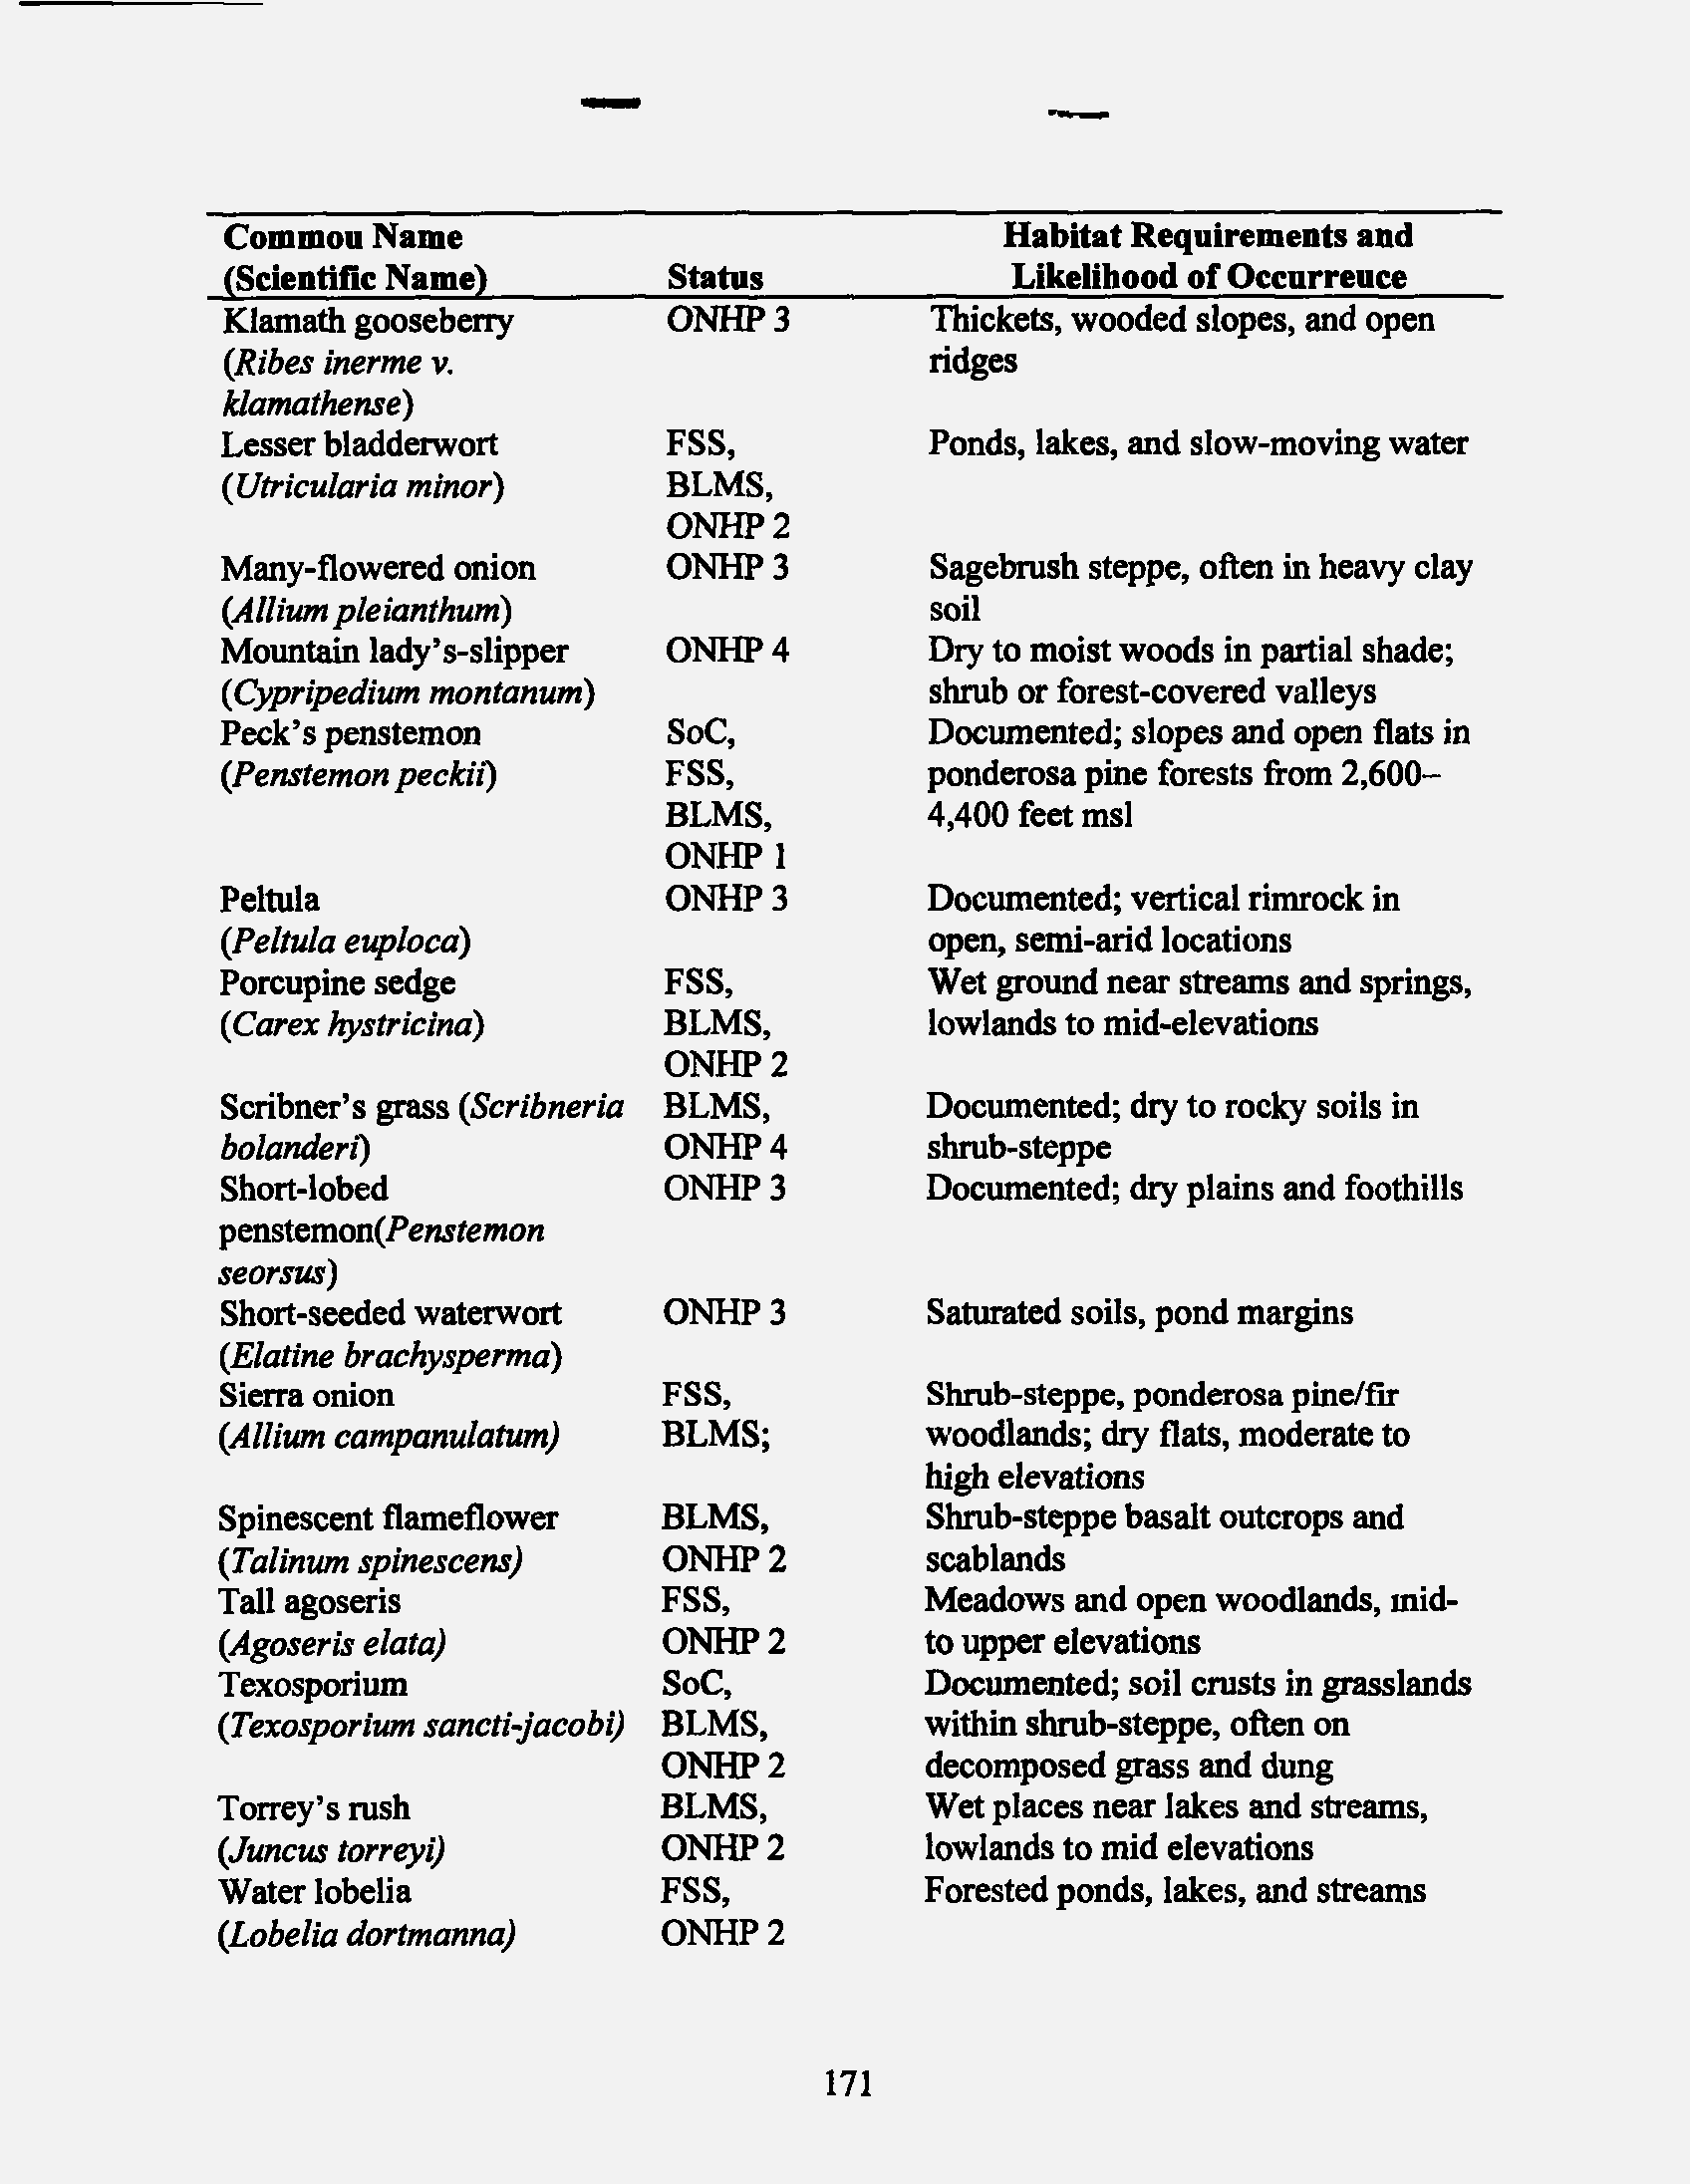 Commou Name Habitat Requirements and
(Scientific Name) Status Likelihood of Occurreuce
Klamath gooseberry ONHP 3 Thickets, wooded slopes, and open
(Ribes inerme v. ridges
klamathense)
Lesser bladderwort FSS, Ponds, lakes, and slow-moving water
(Utricularia minor) BLMS,
ONHP 2
Many-flowered onion ONHP 3 Sagebrush steppe, often in heavy clay
(Allium pleianthum) soil
Mountain lady's-slipper ONHP 4 Dry to moist woods in partial shade;
(Cypripedium montanum) shrub or forest-covered valleys
Peck's penstemon SoC, Documented; slopes and open flats in
(Penstemon peckii) FSS, ponderosa pine forests from 2,600–
BLMS, 4,400 feet msl
ONHP 1
Peltula ONHP 3 Documented; vertical rimrock in
(Peltula euploca) open, semi-arid locations
Porcupine sedge FSS, Wet ground near streams and springs,
(Carex hystricina) BLMS, lowlands to mid-elevations
ONHP 2
Scribner's grass (Scribneria BLMS, Documented; dry to rocky soils in
bolanderi) ONHP 4 shrub-steppe
Short-lobed ONHP 3 Documented; dry plains and foothills
penstemon(Penstemon
seorsus)
Short-seeded waterwort ONHP 3 Saturated soils, pond margins
(Elatine brachysperma)
Sierra onion FSS, Shrub-steppe, ponderosa pine/fir
(Allium campanulatum) BLMS; woodlands; dry flats, moderate to
high elevations
Spinescent flameflower BLMS, Shrub-steppe basalt outcrops and
(Talinum spinescens) ONHP 2 scablands
Tall agoseris FSS, Meadows and open woodlands, mid-
(Agoseris elata) ONHP 2 to upper elevations
Texosporium SoC, Documented; soil crusts in grasslands
(Texosporium sancti-jacobi) BLMS, within shrub-steppe, often on
ONHP 2 decomposed grass and dung
Torrey's rush BLMS, Wet places near lakes and streams,
(Juncus torreyi) ONHP 2 lowlands to mid elevations
Water lobelia FSS, Forested ponds, lakes, and streams
(Lobelia dortmanna) ONHP 2
171